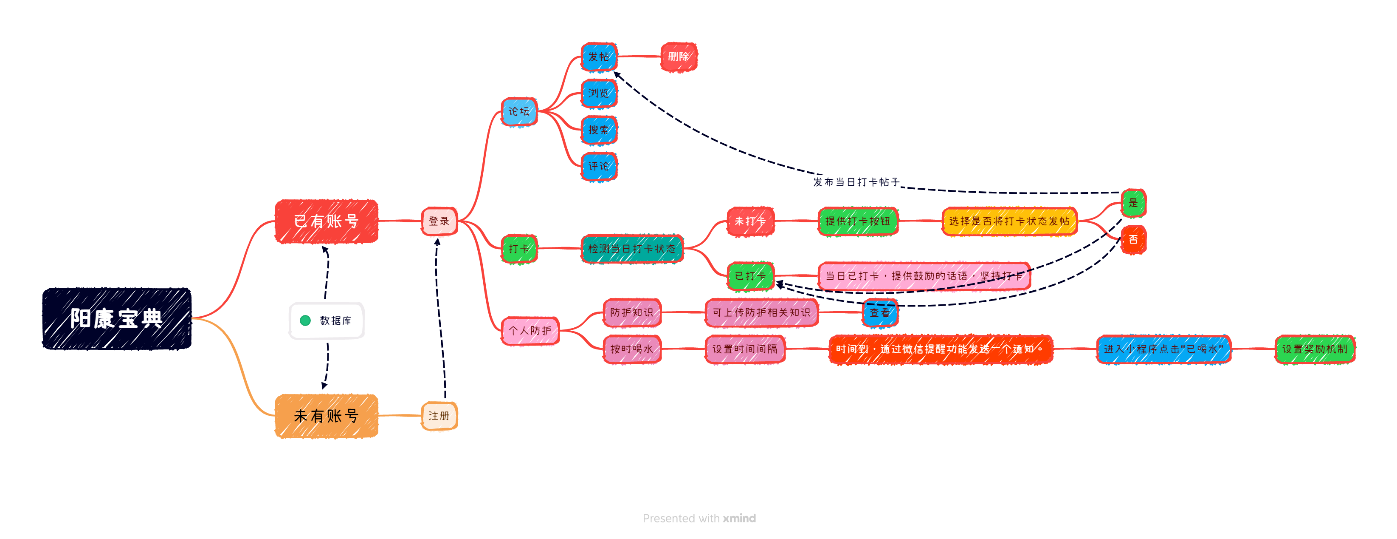 阳康宝典
已有账号
数据库
未有账号
登录
注册
论坛
发帖
删除
浏览
搜索
评论
打卡
检测当日打卡状态
未打卡
提供打卡按钮
选择是否将打卡状态发帖
是
否
发布当日打卡帖子
已打卡
当日已打卡，提供鼓励的话语，坚持打卡
个人防护
防护知识
可上传防护相关知识
查看
按时喝水
设置时间间隔
时间到，通过微信提醒功能发送一个通知。
进入小程序点击“已喝水”
设置奖励机制
Presented with xmind